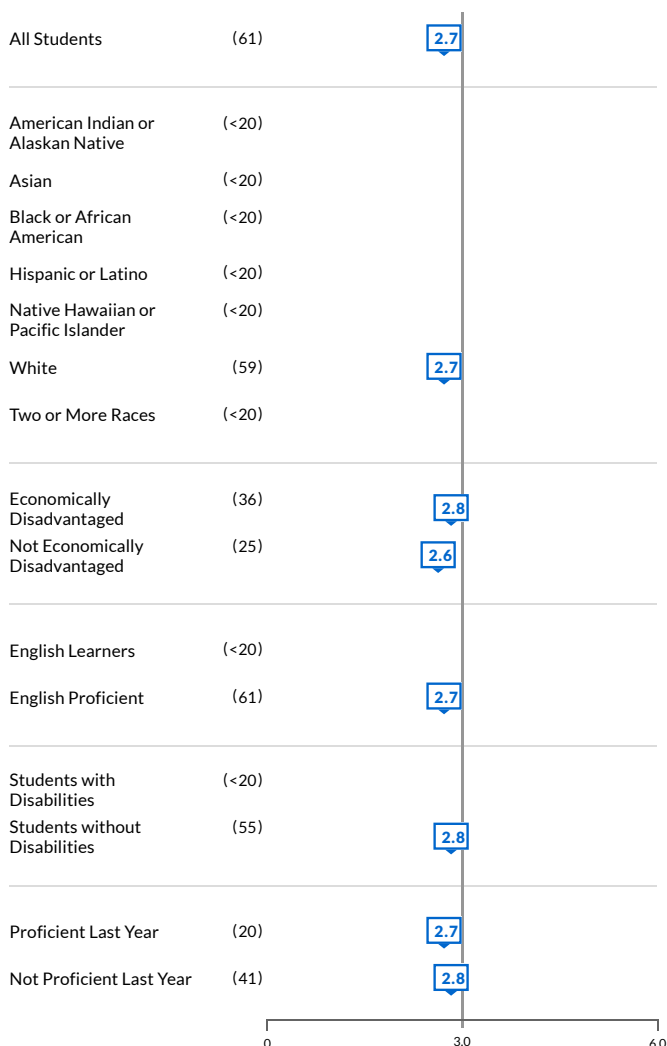 All Students (61) 2.7
American Indian or (<20)
Alaskan Native
Asian (<20)
Black or African (<20)
American
Hispanic or Latino (<20)
Native Hawaiian or (<20)
Pacific Islander
White (59) 2.7
Two or More Races (<20)
Economically (36) 2.8
Disadvantaged
Not Economically (25) 2.6
Disadvantaged
English Learners (<20)
English Proficient (61) 2.7
Students with (<20)
Disabilities
Students without (55) 2.8
Disabilities
Proficient Last Year (20) 2.7
Not Proficient Last Year (41) 2.8
0 3.0 6.0